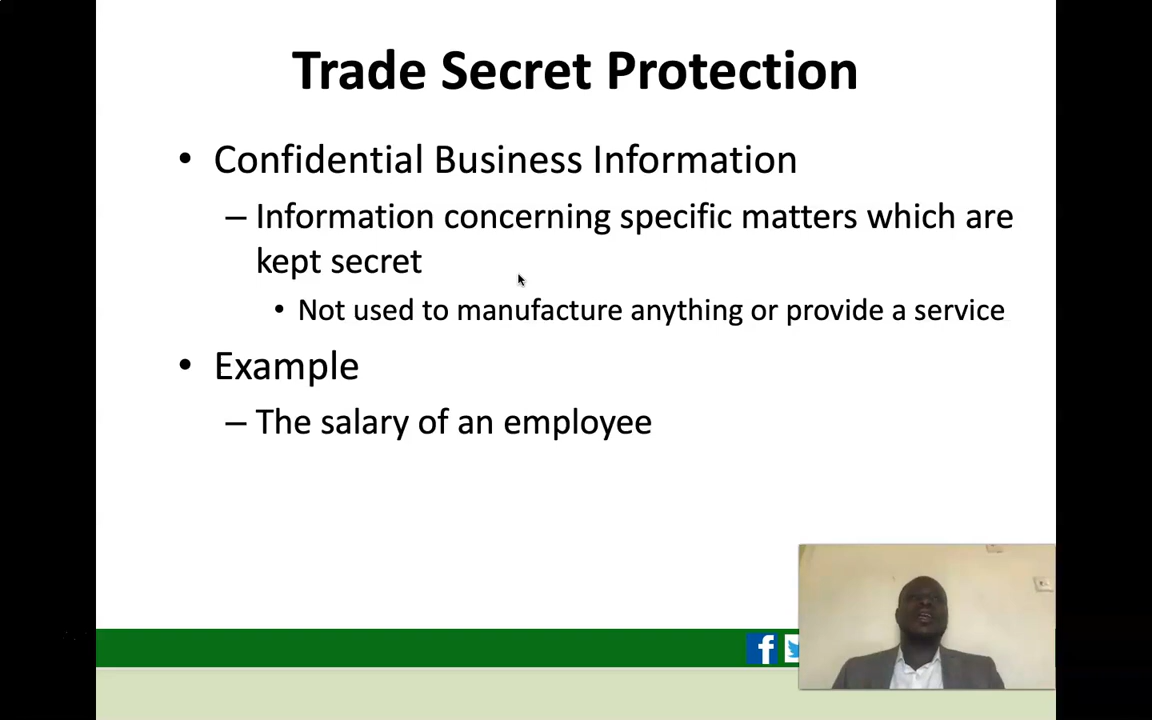 Trade Secret Protection
• Confidential Business Information
– Information concerning specific matters which are
kept secret
• Not used to manufacture anything or provide a service
• Example
– The salary of an employee
f